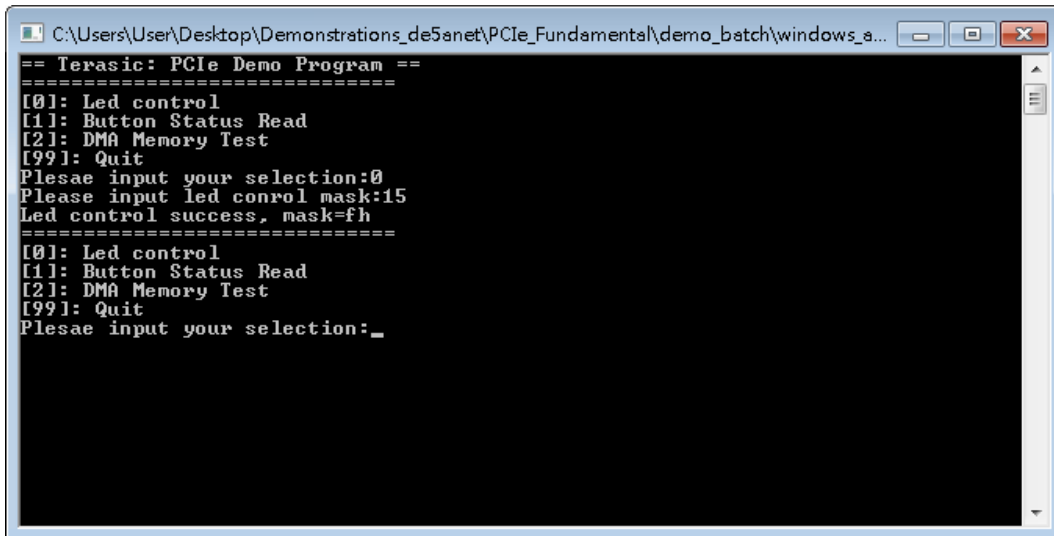 C:\Users\User\Desktop\Demonstrations_de5anet\PCIe_Fundamental\demo_batch\windows_a...
== Terasic: PCIe Demo Program ==
==============================
[0]: Led control
[1]: Button Status Read
[2]: DMA Memory Test
[99]: Quit
Plesae input your selection:0
Please input led conrol mask:15
Led control success, mask=fh
==============================
[0]: Led control
[1]: Button Status Read
[2]: DMA Memory Test
[99]: Quit
Plesae input your selection:_